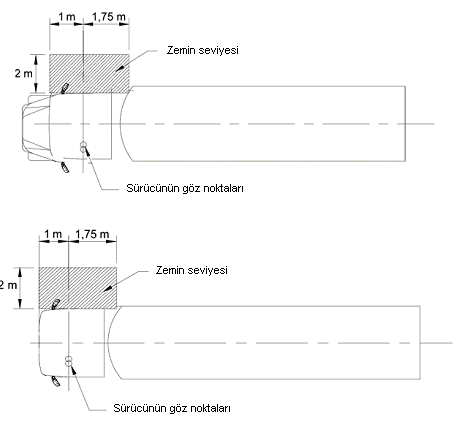 1 m 1,75 m
Zemin seviyesi
2 m
Sürücünün göz noktaları
1 m 1,75 m
Zemin seviyesi
2 m
Sürücünün göz noktaları